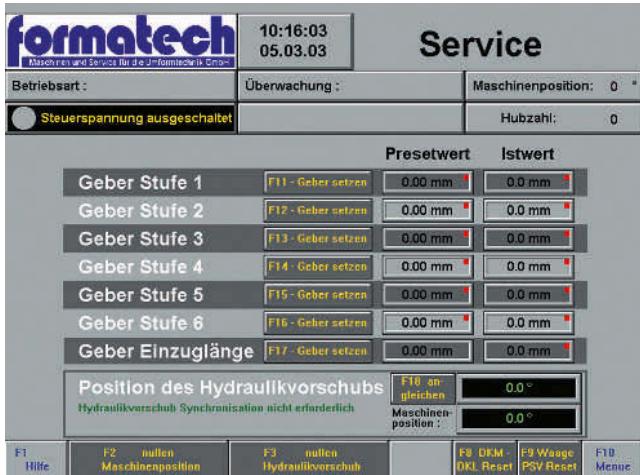 formatech
Maschinen und Service für die Umformtechnik GmbH
10:16:03
05.03.03
Service
Betriebsart :
Überwachung :
Maschinenposition: 0 °
Steuerspannung ausgeschaltet
Hubzahl: 0
Presetwert Istwert
Geber Stufe 1 F11 - Geber setzen 0.00 mm 0.0 mm
Geber Stufe 2 F12 - Geber setzen 0.00 mm 0.0 mm
Geber Stufe 3 F13 - Geber setzen 0.00 mm 0.0 mm
Geber Stufe 4 F14 - Geber setzen 0.00 mm 0.0 mm
Geber Stufe 5 F15 - Geber setzen 0.00 mm 0.0 mm
Geber Stufe 6 F16 - Geber setzen 0.00 mm 0.0 mm
Geber Einzuglänge F17 - Geber setzen 0.00 mm 0.0 mm
Position des Hydraulikvorschubs
Hydraulikvorschub Synchronisation nicht erforderlich
F18 an-
gleichen
0.0 °
Maschinen-
position :
0.0 °
F1
Hilfe
F2 nullen
Maschinenposition
F3 nullen
Hydraulikvorschub
F8 DKM -
DKL Reset
F9 Waage
PSV Reset
F10
Menue